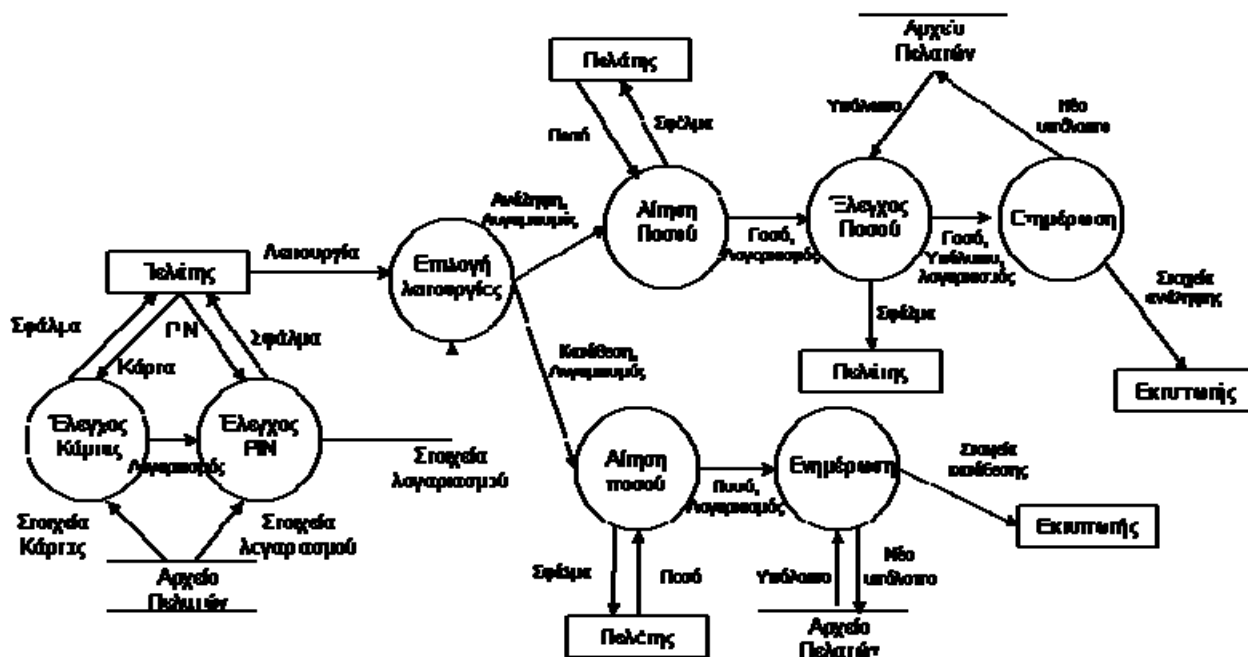 Πελάτης
Αρχείο
Πελατών
Υπόλοιπο
Νέο
υπόλοιπο
Ποσό
Σφάλμα
Ανάληψη,
Λογαριασμός
Αίτηση
Ποσού
Έλεγχος
Ποσού
Ενημέρωση
Ποσό,
Λογαριασμός
Ποσό,
Υπόλοιπο,
λογαριασμός
Λειτουργία
Επιλογή
λειτουργίες
Πελάτης
Στοιχεία
ανάληψης
Σφάλμα
PIN
Σφάλμα
Κάρτα
Σφάλμα
Πελάτης
Εκτυπωτής
Κατάθεση,
Λογαριασμός
Έλεγχος
Κάρτας
Έλεγχος
PIN
Λογαριασμός
Στοιχεία
λογαριασμού
Αίτηση
ποσού
Ενημέρωση
Ποσό,
Λογαριασμός
Στοιχεία
κατάθεσης
Εκτυπωτής
Στοιχεία
Κάρτας
Στοιχεία
λογαριασμού
Αρχείο
Πελατών
Σφάλμα
Ποσό
Υπόλοιπο
Νέο
υπόλοιπο
Πελάτης
Αρχείο
Πελατών